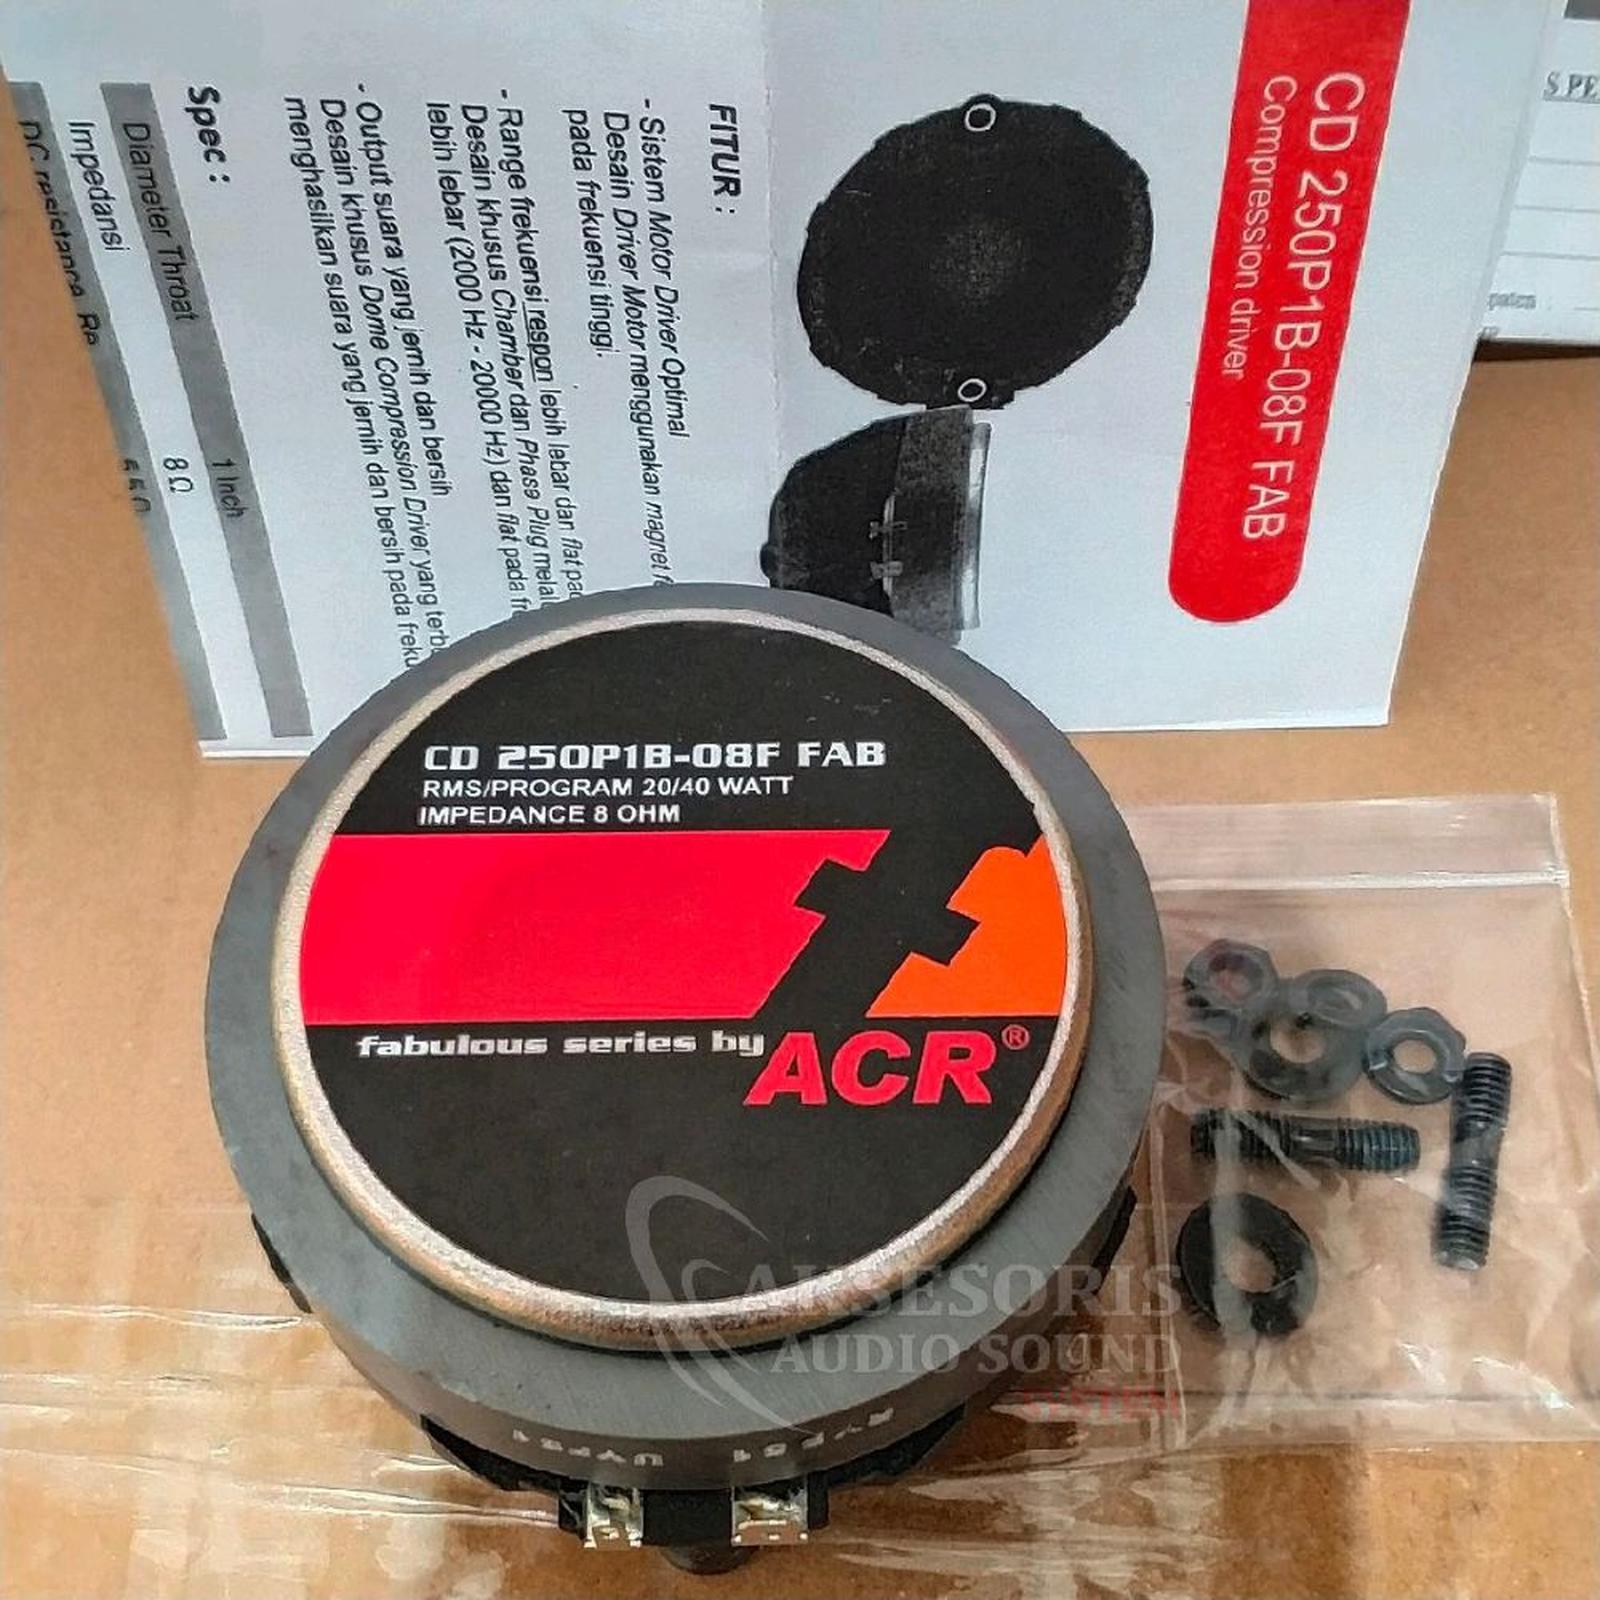 CD 250P1B-08F FAB
Compression driver
FITUR :
- Sistem Motor Driver Optimal
Desain Driver Motor menggunakan magnet
pada frekuensi tinggi.
- Range frekuensi respon lebih lebar dan flat
Desain khusus Chamber dan Phase Plug
lebih lebar (2000 Hz - 20000 Hz) dan flat pada
- Output suara yang jernih dan bersih
Desain khusus Dome Compression Driver yang
menghasilkan suara yang jernih dan bersih pada
Spec :
Diameter Throat 1 Inch
Impedansi 8 Ω
DC resistance, Re
CD 250P1B-08F FAB
RMS/PROGRAM 20/40 WATT
IMPEDANCE 8 OHM
fabulous series by ACR®
AKSESORIS
AUDIO SOUND
SYSTEM